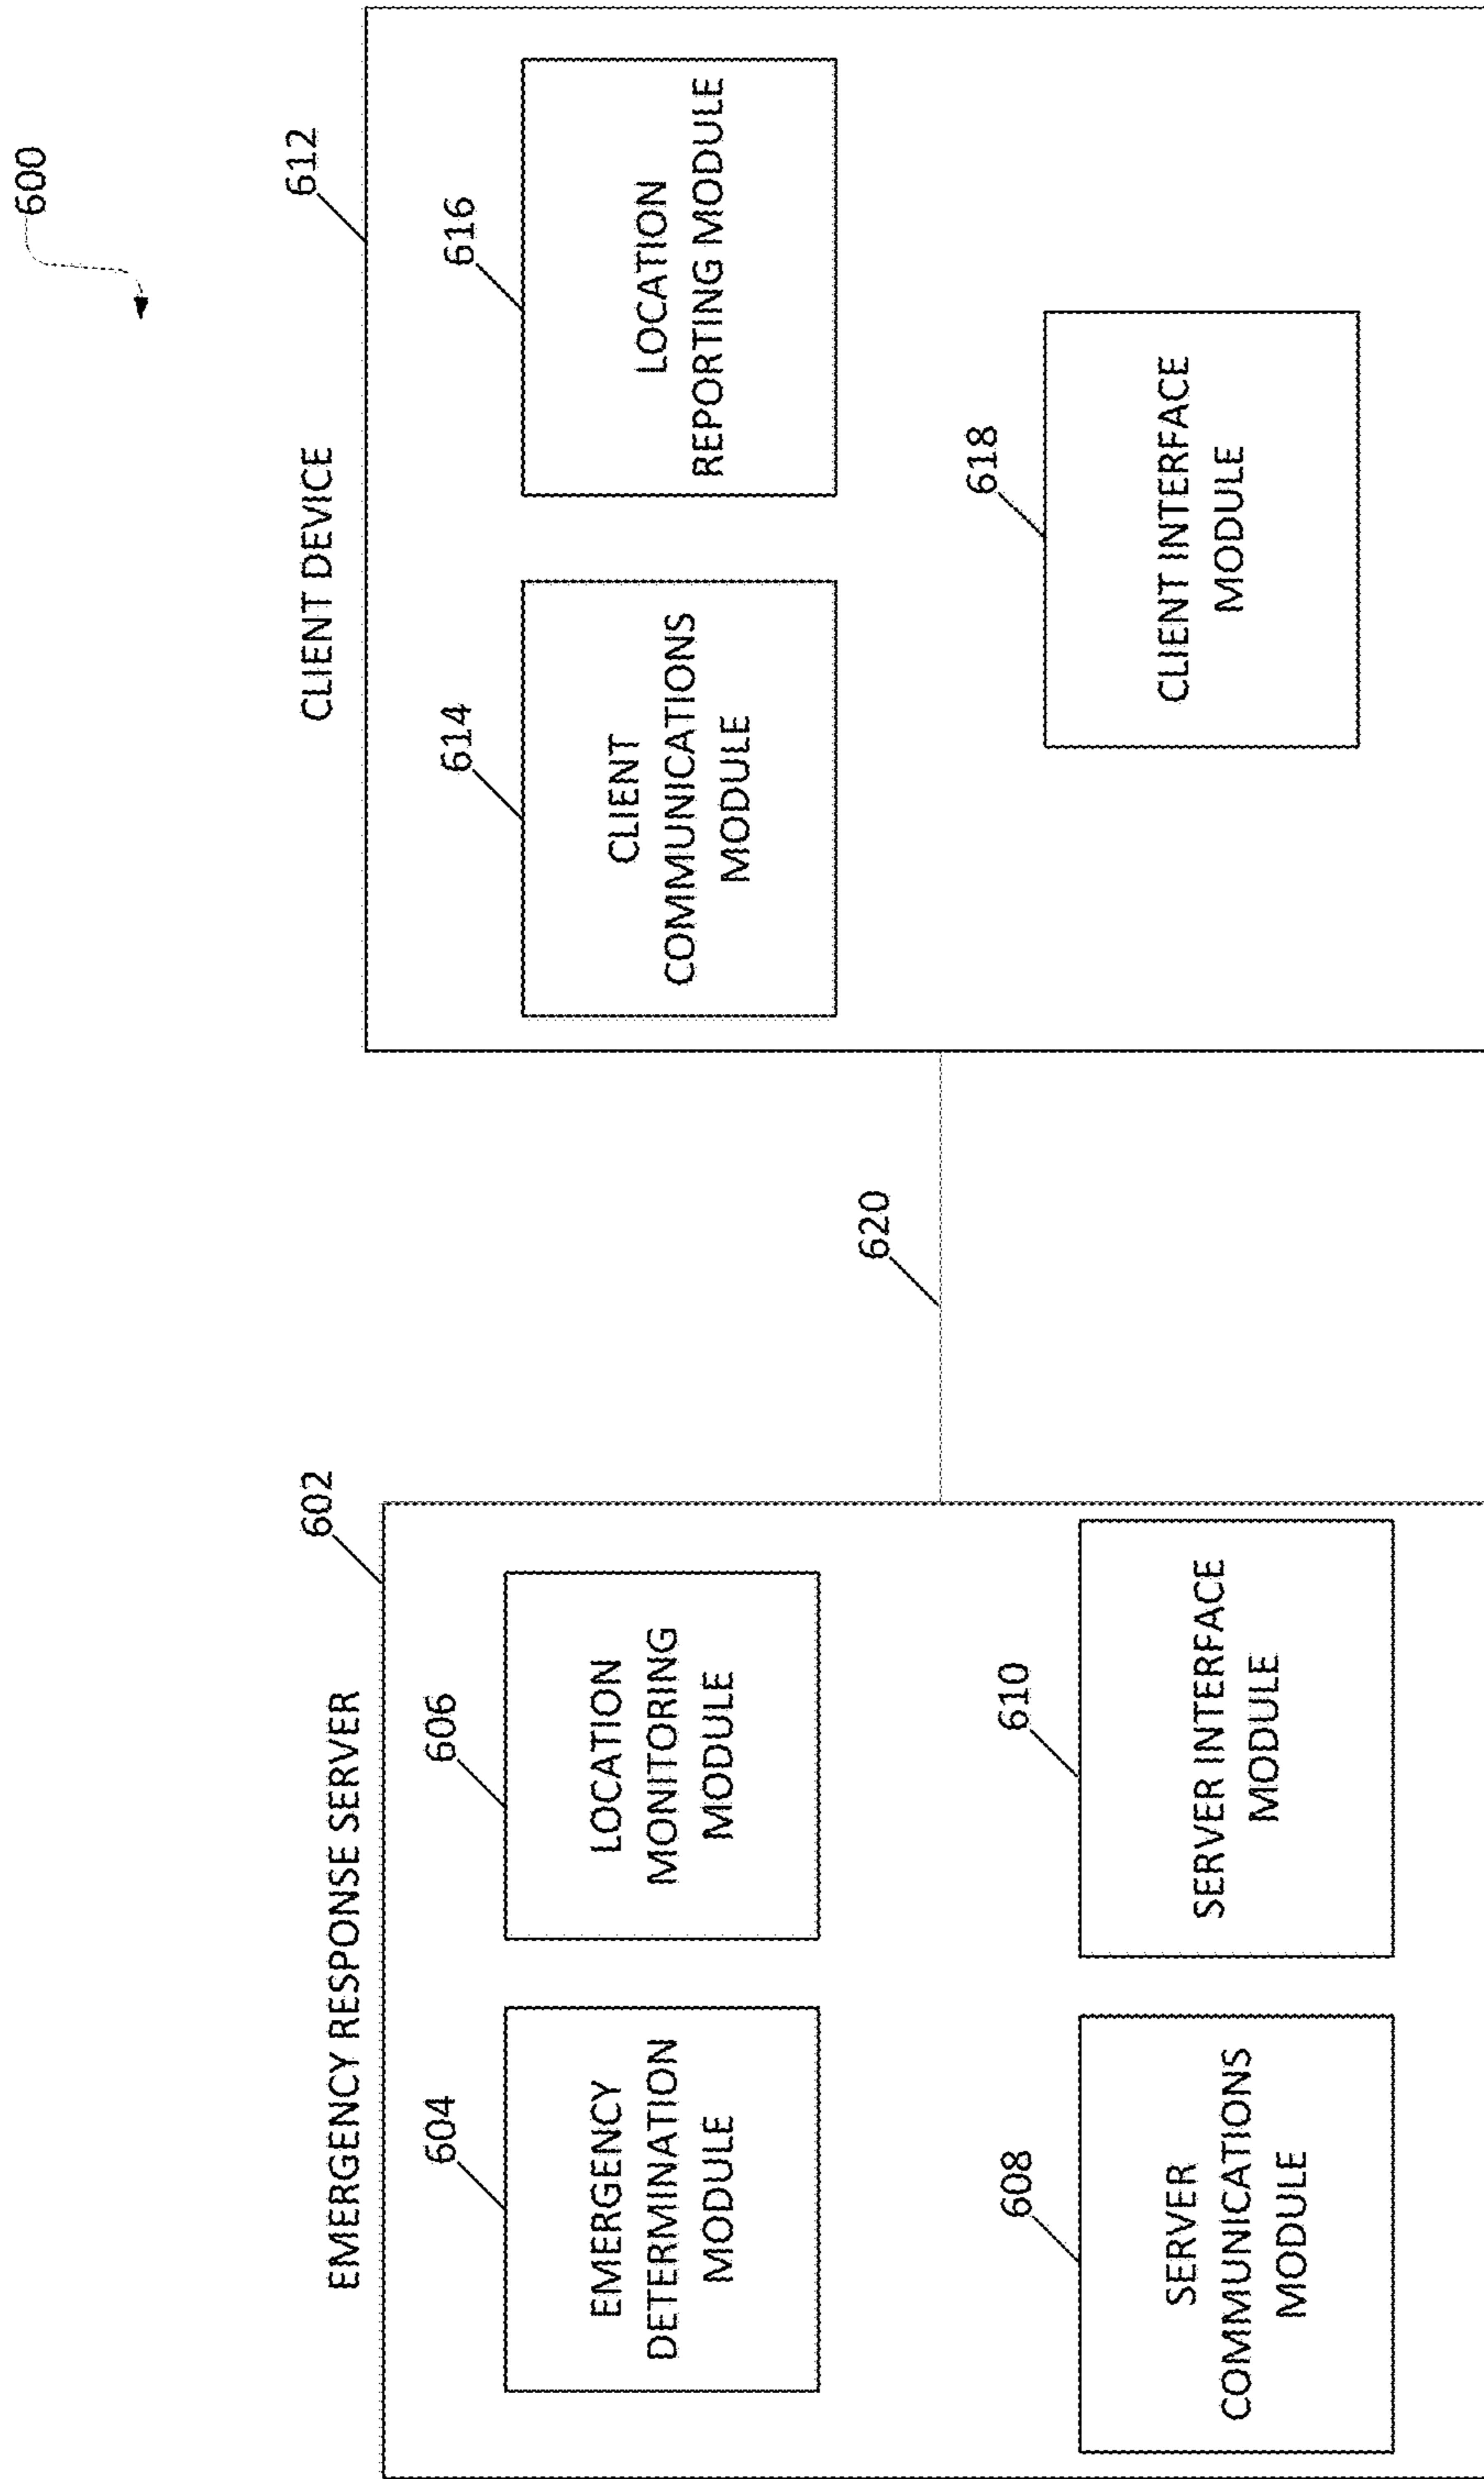 600
EMERGENCY RESPONSE SERVER
602
604
EMERGENCY
DETERMINATION
MODULE
606
LOCATION
MONITORING
MODULE
608
SERVER
COMMUNICATIONS
MODULE
610
SERVER INTERFACE
MODULE
620
CLIENT DEVICE
612
614
CLIENT
COMMUNICATIONS
MODULE
616
LOCATION
REPORTING MODULE
618
CLIENT INTERFACE
MODULE